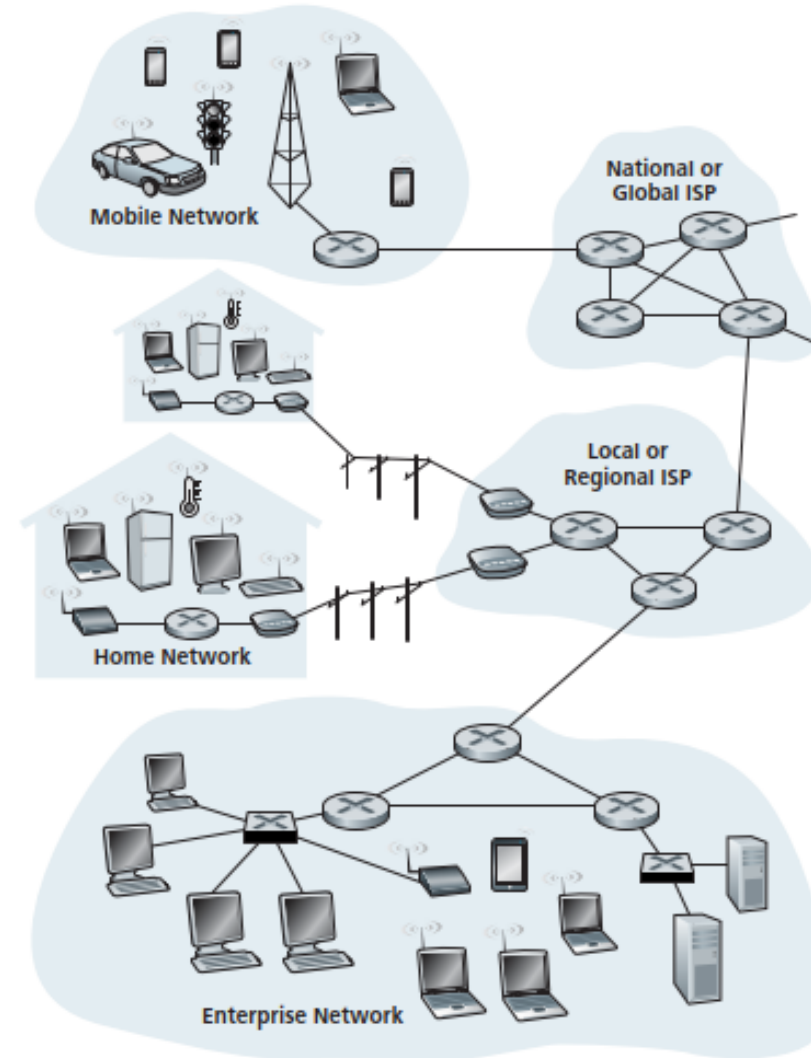 National or
Global ISP
Mobile Network
Local or
Regional ISP
Home Network
Enterprise Network